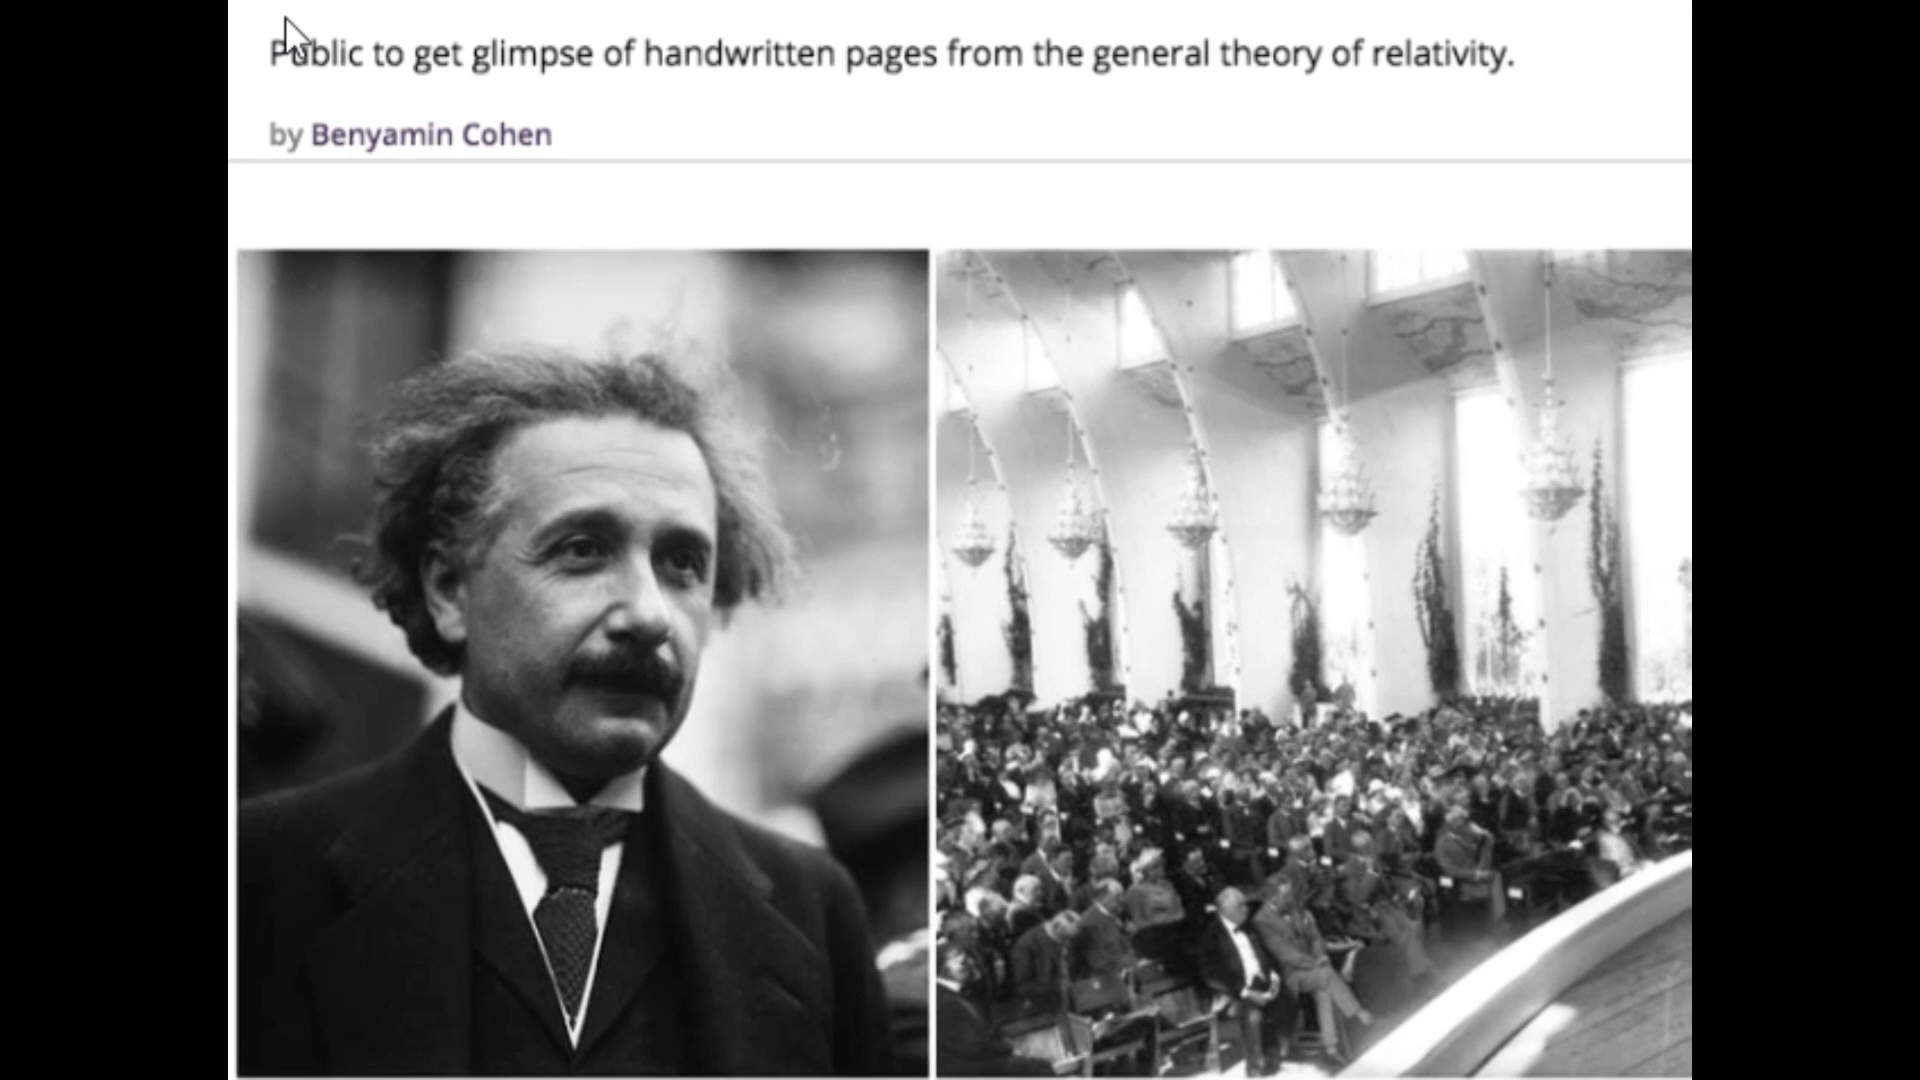 Public to get glimpse of handwritten pages from the general theory of relativity.
by Benyamin Cohen